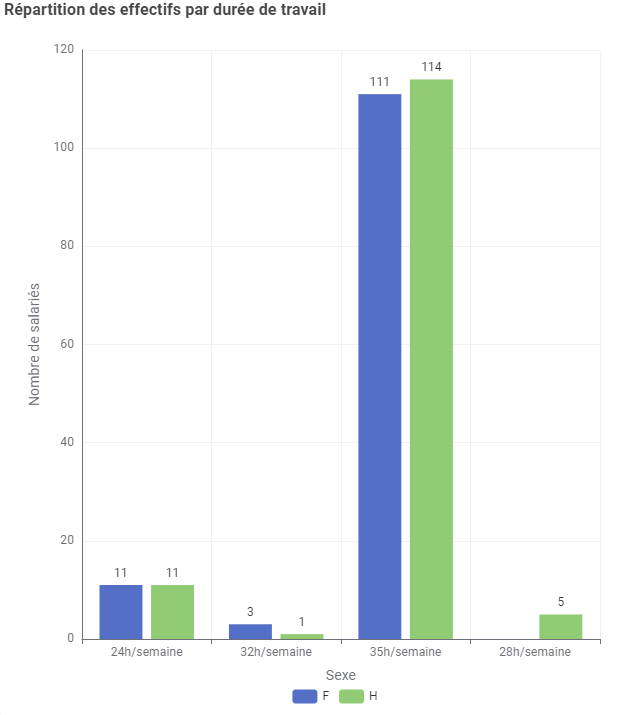 Répartition des effectifs par durée de travail
120
100
80
60
40
20
0
Nombre de salariés
11
11
3
1
111
114
5
24h/semaine
32h/semaine
35h/semaine
28h/semaine
Sexe
F
H